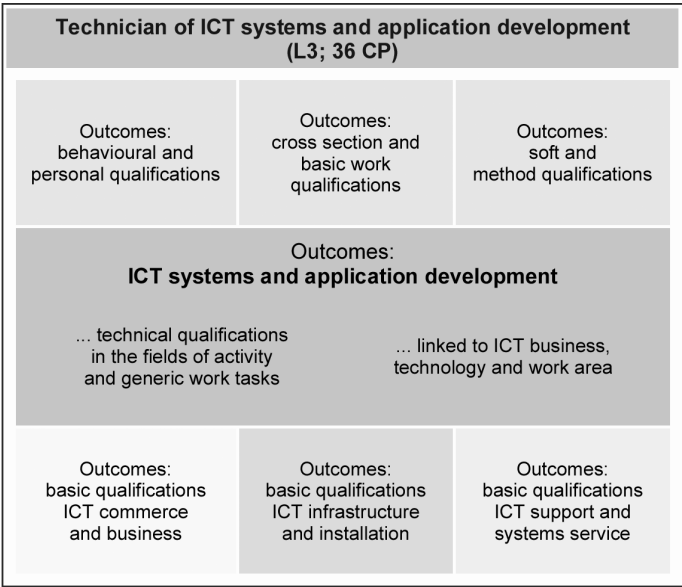 Technician of ICT systems and application development
(L3; 36 CP)
Outcomes:
behavioural and
personal qualifications
Outcomes:
cross section and
basic work
qualifications
Outcomes:
soft and
method qualifications
Outcomes:
ICT systems and application development
... technical qualifications
in the fields of activity
and generic work tasks
... linked to ICT business,
technology and work area
Outcomes:
basic qualifications
ICT commerce
and business
Outcomes:
basic qualifications
ICT infrastructure
and installation
Outcomes:
basic qualifications
ICT support and
systems service